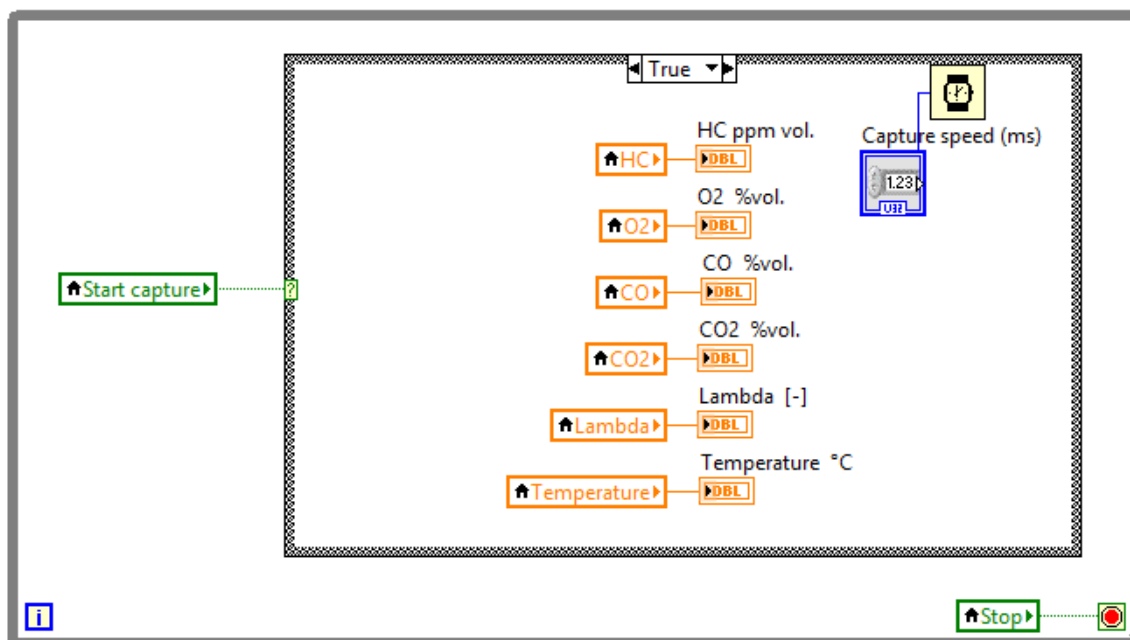 True
HC ppm vol.
Capture speed (ms)
HC
DBL
1.23
U32
O2 %vol.
O2
DBL
CO %vol.
Start capture
?
CO
DBL
CO2 %vol.
CO2
DBL
Lambda [-]
Lambda
DBL
Temperature °C
Temperature
DBL
i
Stop